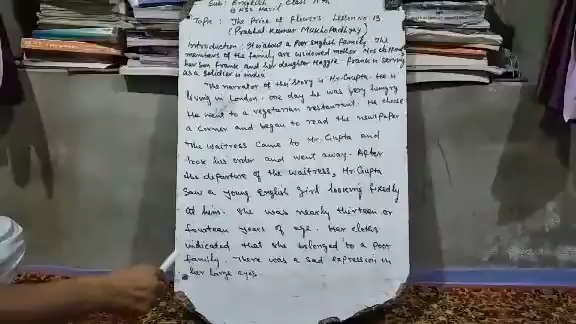 Sub: English Class 11th
G HSS Hasil
Topic: The Price of Flowers Lesson No 13
(Prabhat Kumar Mukhopadhyay)
Introduction: It is about a Poor English family. The
members of the family are widowed mother Mrs Clifford
her Son Frank and her daughter Maggie. Frank is serving
as a Soldier in India.
The narrator of the story is Mr. Gupta. He is
living in London. One day he was very hungry
He went to a vegetarian restaurant. He chose
a corner and began to read the newspaper
The waitress came to Mr. Gupta and
took his order and went away. After
the departure of the waitress, Mr. Gupta
saw a young English girl looking fixedly
at him. She was nearly thirteen or
fourteen years of age. Her cloths
indicated that she belonged to a poor
family. There was a sad expression in
her large eyes.